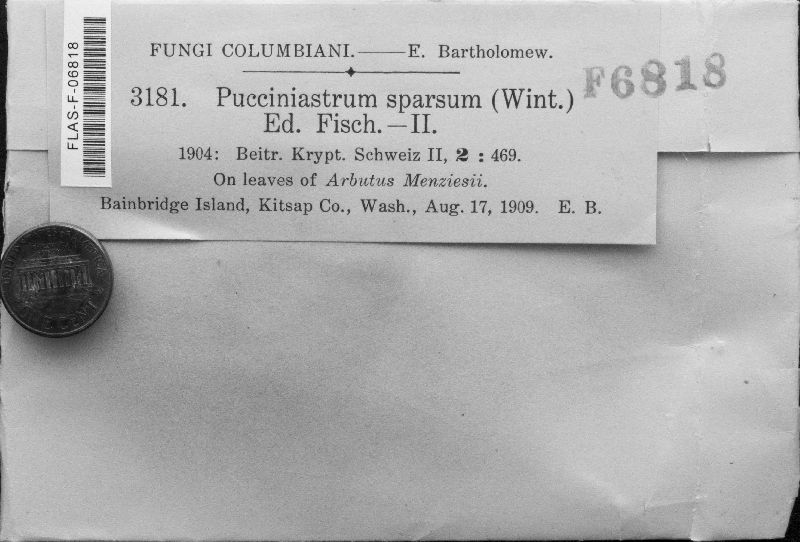 FLAS-F-06818
FUNGI COLUMBIANI.——E. Bartholomew.
F6818
3181. Pucciniastrum sparsum (Wint.)
Ed. Fisch.—II.
1904: Beitr. Krypt. Schweiz II, 2 : 469.
On leaves of Arbutus Menziesii.
Bainbridge Island, Kitsap Co., Wash., Aug. 17, 1909. E. B.